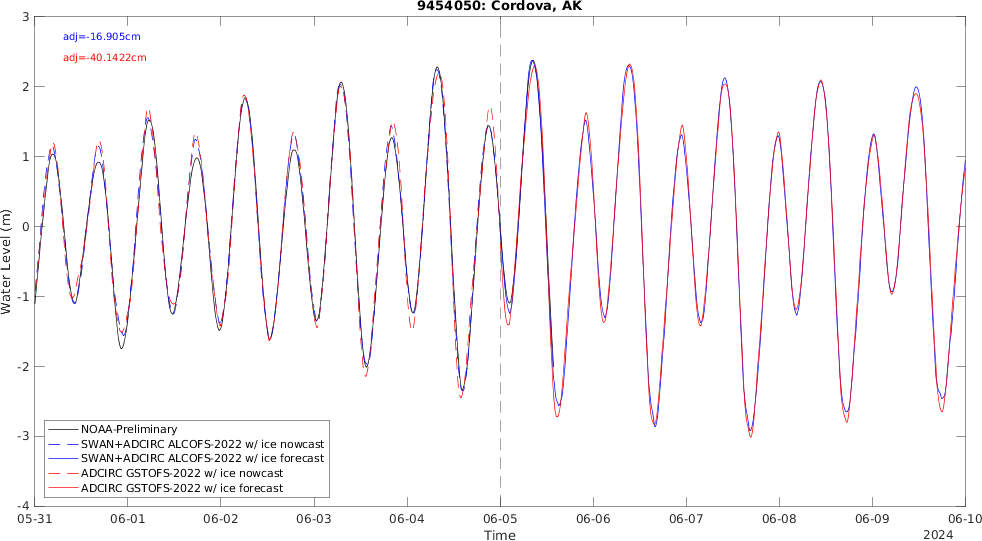 9454050: Cordova, AK
adj=-16.905cm
adj=-40.1422cm
3
2
1
0
-1
-2
-3
-4
Water Level (m)
NOAA-Preliminary
SWAN+ADCIRC ALCOFS-2022 w/ ice nowcast
SWAN+ADCIRC ALCOFS-2022 w/ ice forecast
ADCIRC GSTOFS-2022 w/ ice nowcast
ADCIRC GSTOFS-2022 w/ ice forecast
05-31 06-01 06-02 06-03 06-04 06-05 06-06 06-07 06-08 06-09 06-10
Time
2024